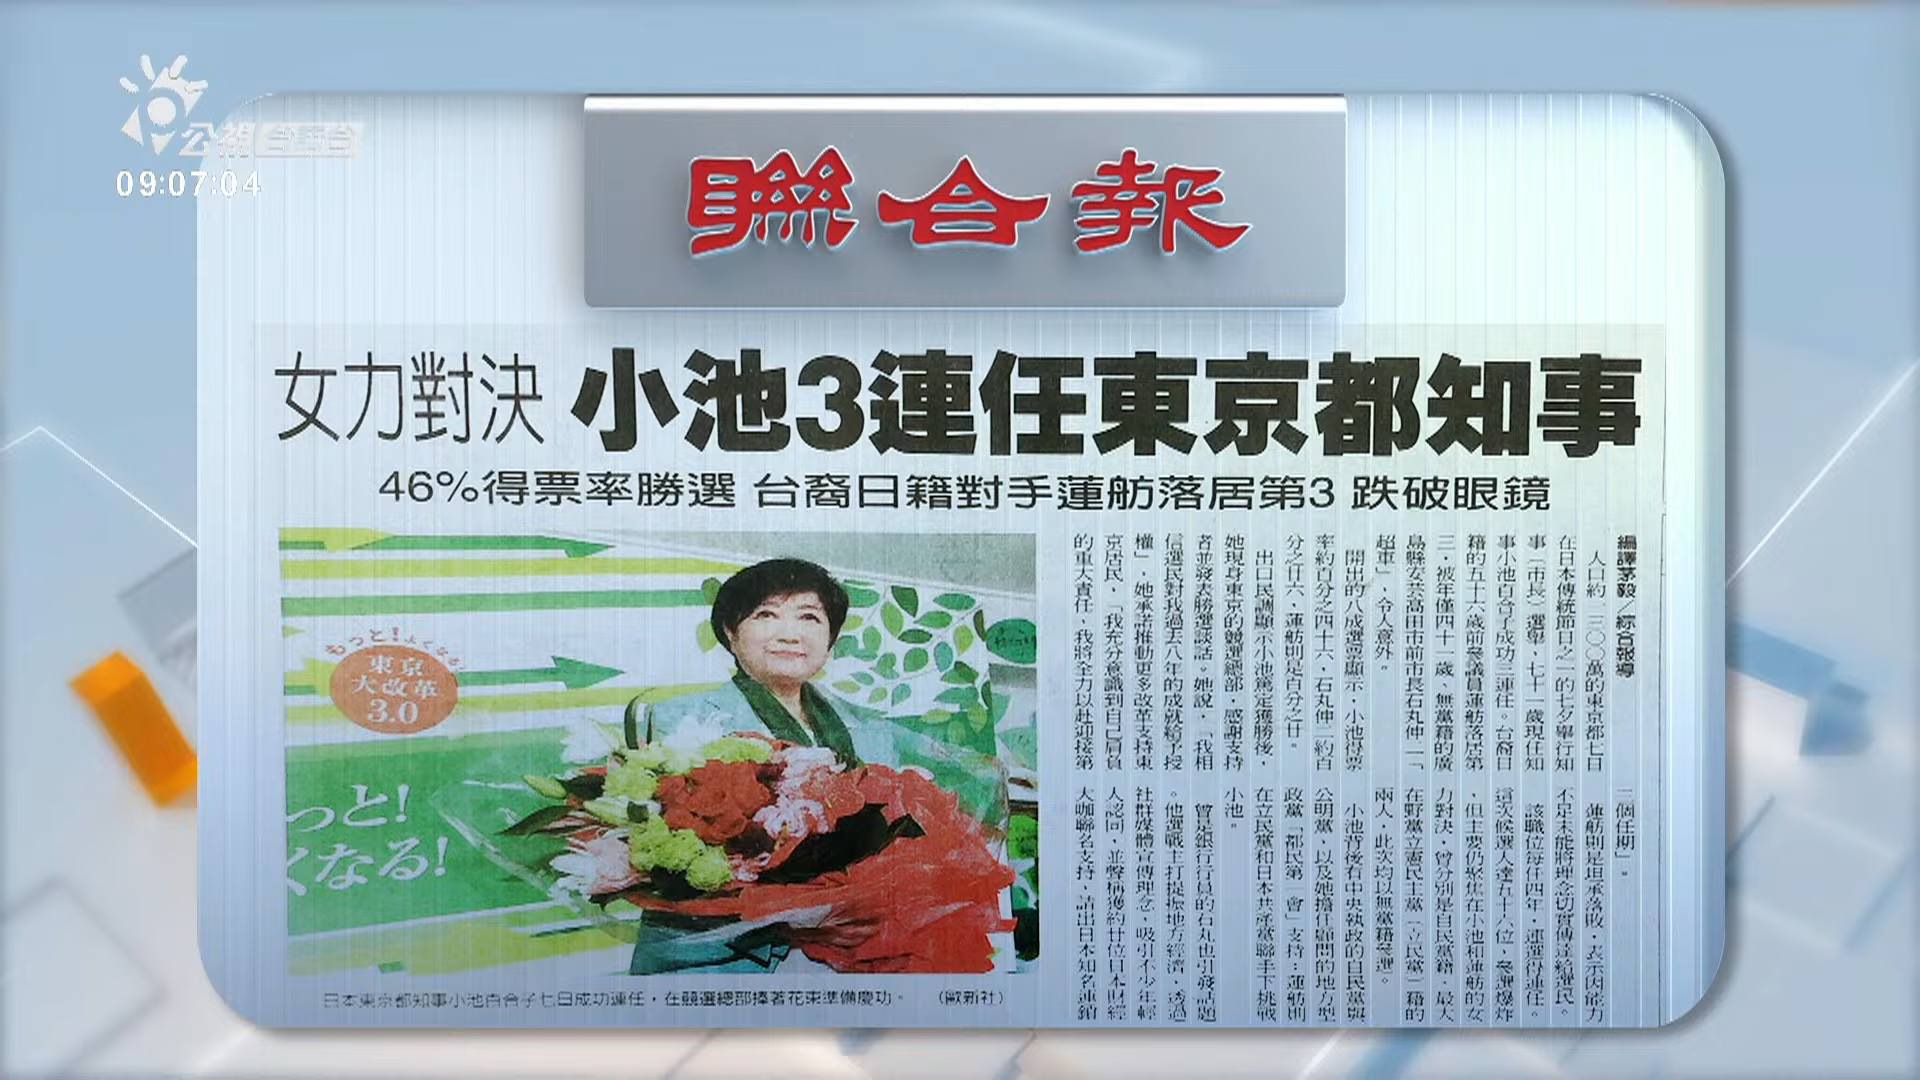 公視台語台
09:07:04
聯合報
女力對決 小池3連任東京都知事
46%得票率勝選 台裔日籍對手蓮舫落居第3 跌破眼鏡
編譯茅毅／綜合報導
人口約一三〇〇萬的東京都七日
在日本傳統節日之一的七夕舉行知
事（市長）選舉，七十一歲現任知
事小池百合子成功三連任。台裔日
籍的五十六歲前參議員蓮舫落居第
三，被年僅四十一歲、無黨籍的廣
島縣安芸高田市前市長石丸伸二「
超車」，令人意外。
開出的八成選票顯示，小池得票
率約百分之四十六，石丸伸二約百
分之廿六，蓮舫則是百分之廿。
出口民調顯示小池篤定獲勝後，
她現身東京的競選總部，感謝支持
者並發表勝選談話。她說，「我相
信選民對我過去八年的成就給予授
權」，她承諾推動更多改革支持東
京居民，「我充分意識到自己肩負
的重大責任，我將全力以赴迎接第
三個任期」。
蓮舫則是坦承落敗，表示因能力
不足未能將理念切實傳達給選民。
該職位每任四年，連選得連任。
這次候選人達五十六位，參選爆炸
，但主要仍聚焦在小池和蓮舫的女
力對決，曾分別是自民黨籍、最大
在野黨立憲民主黨（立民黨）籍的
兩人，此次均以無黨籍參選。
小池背後有中央執政的自民黨與
公明黨，以及她擔任顧問的地方型
政黨「都民第一會」支持；蓮舫則
在立民黨和日本共產黨聯手下挑戰
小池。
曾是銀行行員的石丸也引發話題
。他選戰主打提振地方經濟，透過
社群媒體宣傳理念，吸引不少年輕
人認同，並聲稱獲約廿位日本財經
大咖聯名支持，請出日本知名連鎖
もっと！よくなる！
東京
大改革
3.0
っと！
くなる！
日本東京都知事小池百合子七日成功連任，在競選總部捧著花束準備慶功。 （歐新社）